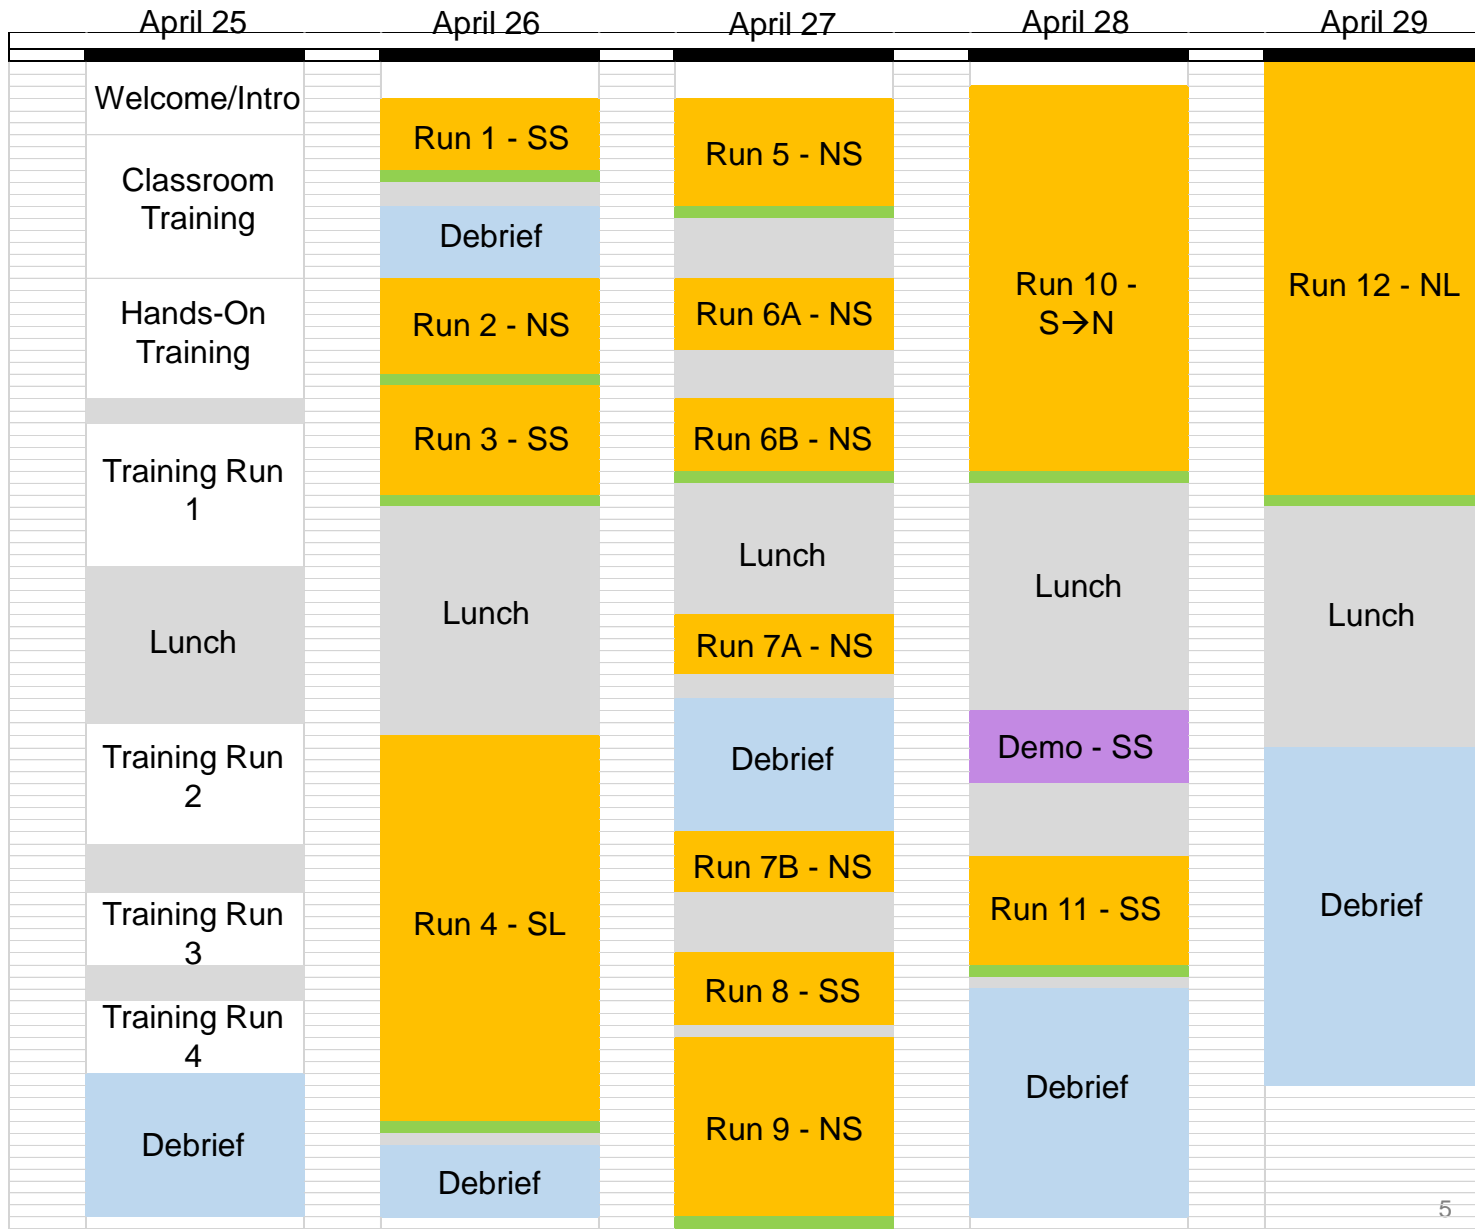 April 25
April 26
April 27
April 28
April 29
Welcome/Intro
Classroom
Training
Hands-On
Training
Training Run
1
Lunch
Training Run
2
Training Run
3
Training Run
4
Debrief
Run 1 - SS
Debrief
Run 2 - NS
Run 3 - SS
Lunch
Run 4 - SL
Debrief
Run 5 - NS
Run 6A - NS
Run 6B - NS
Lunch
Run 7A - NS
Debrief
Run 7B - NS
Run 8 - SS
Run 9 - NS
Run 10 -
S→N
Lunch
Demo - SS
Run 11 - SS
Debrief
Run 12 - NL
Lunch
Debrief
5